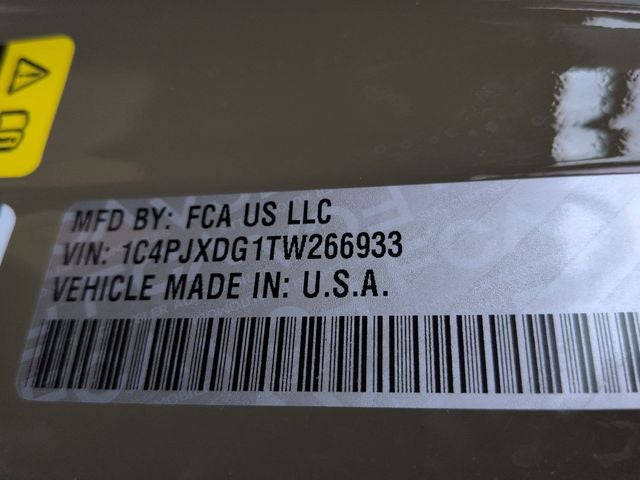 MFD BY: FCA US LLC
VIN: 1C4PJXDG1TW266933
VEHICLE MADE IN: U.S.A.